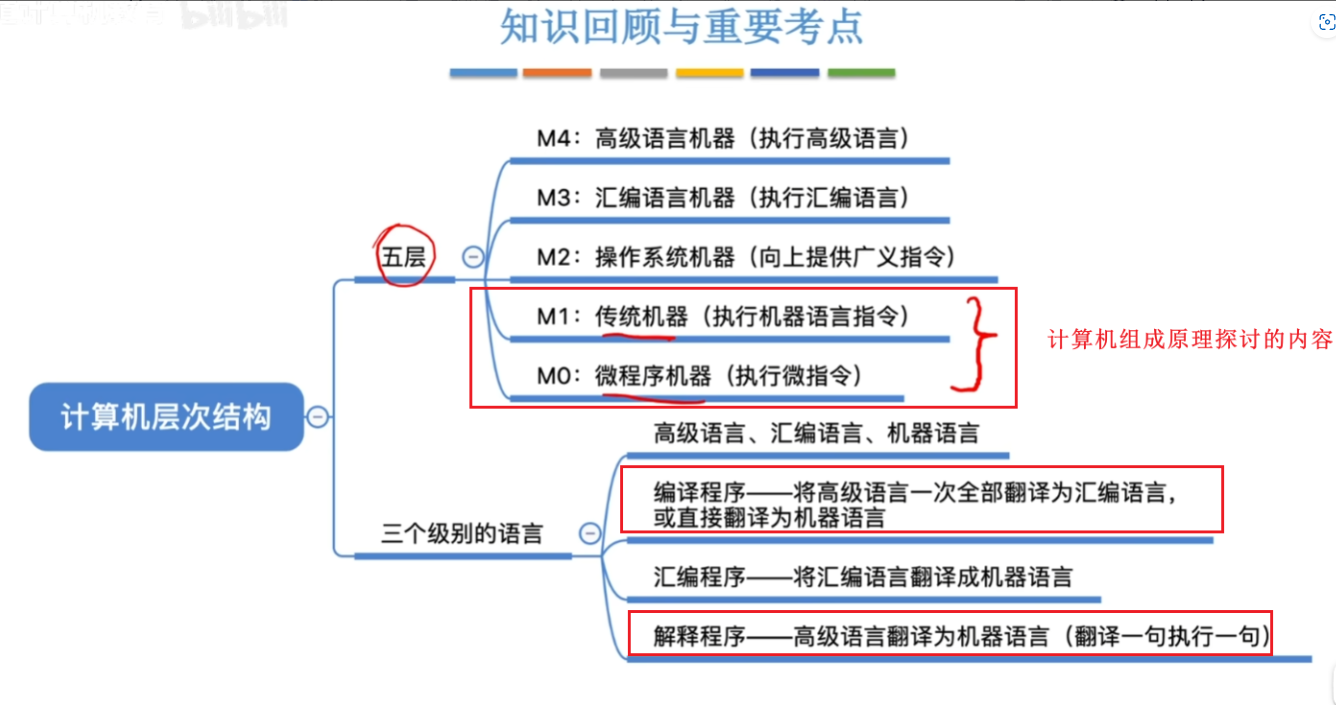 bilibili
知识回顾与重要考点
M4：高级语言机器（执行高级语言）
M3：汇编语言机器（执行汇编语言）
五层
M2：操作系统机器（向上提供广义指令）
M1：传统机器（执行机器语言指令）
计算机组成原理探讨的内容
M0：微程序机器（执行微指令）
计算机层次结构
高级语言、汇编语言、机器语言
编译程序——将高级语言一次全部翻译为汇编语言，
或直接翻译为机器语言
三个级别的语言
汇编程序——将汇编语言翻译成机器语言
解释程序——高级语言翻译为机器语言（翻译一句执行一句）